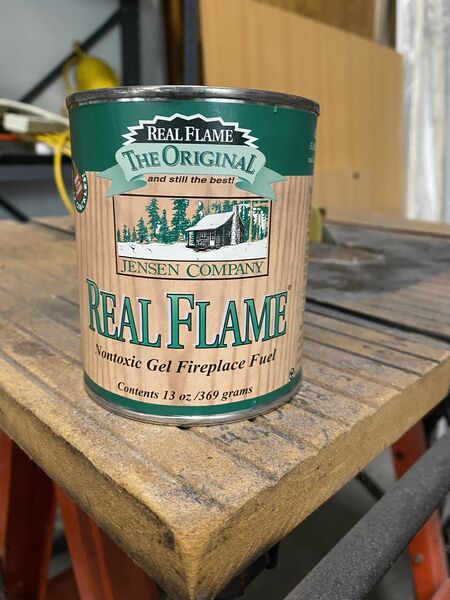 REAL FLAME
THE ORIGINAL
and still the best!
JENSEN COMPANY
REAL FLAME
Nontoxic Gel Fireplace Fuel
Contents 13 oz /369 grams